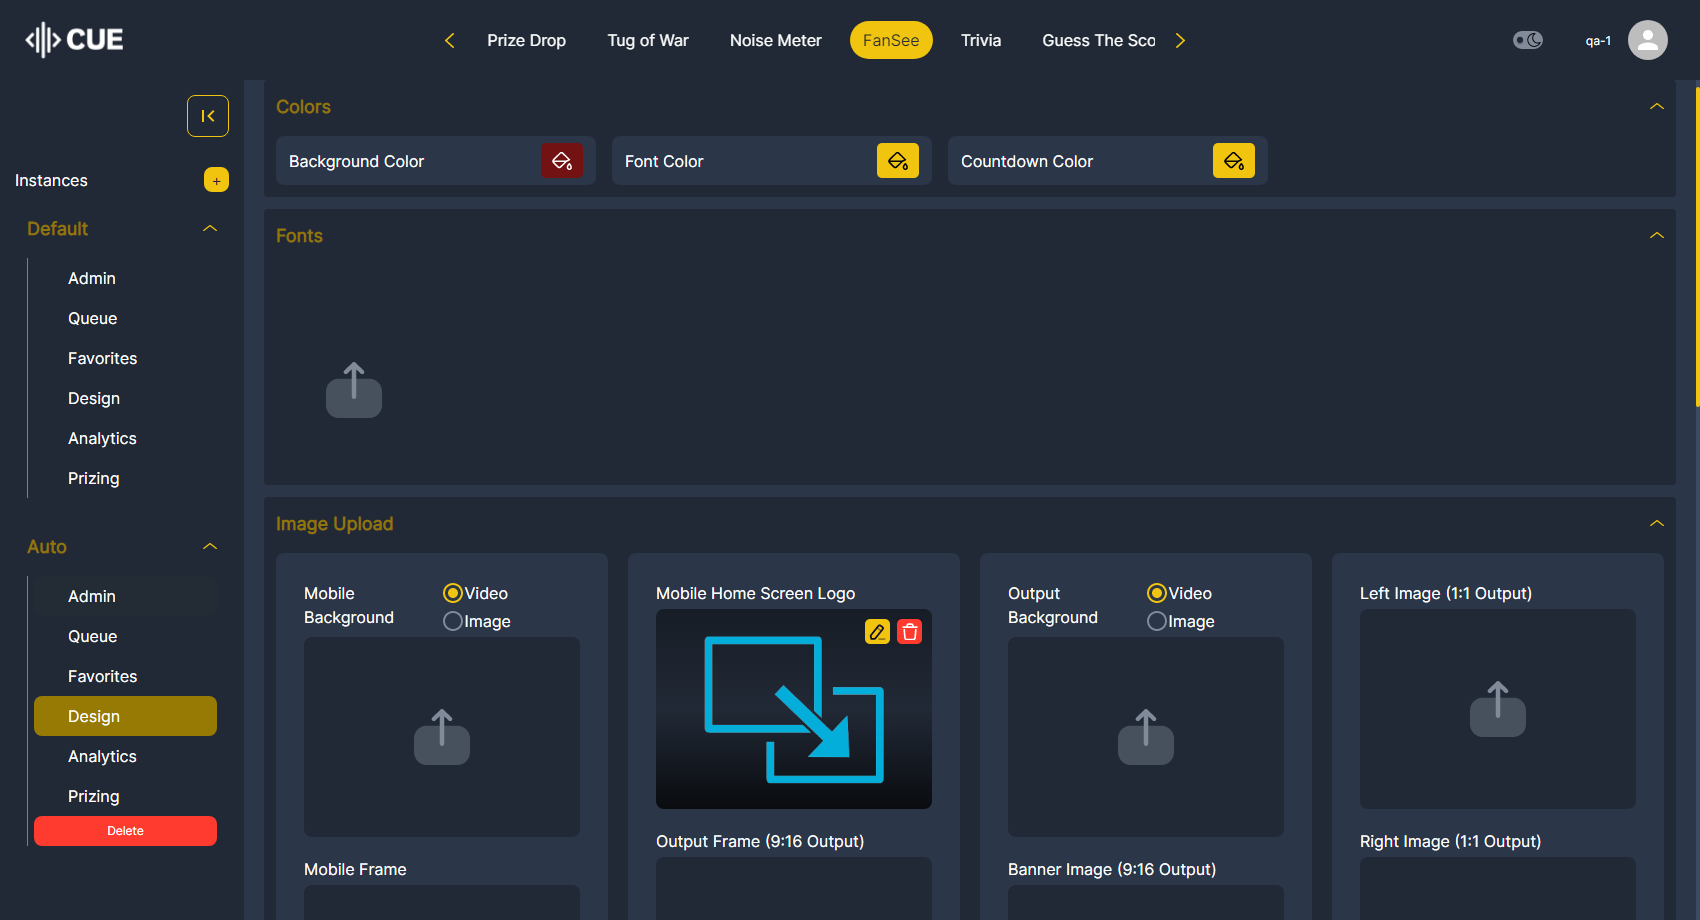 CUE
Prize Drop
Tug of War
Noise Meter
FanSee
Trivia
Guess The Sco
qa-1
Instances
+
Default
Admin
Queue
Favorites
Design
Analytics
Prizing
Auto
Admin
Queue
Favorites
Design
Analytics
Prizing
Delete
Colors
Background Color
Font Color
Countdown Color
Fonts
Image Upload
Mobile
Background
Video
Image
Mobile Home Screen Logo
Output
Background
Video
Image
Left Image (1:1 Output)
Mobile Frame
Output Frame (9:16 Output)
Banner Image (9:16 Output)
Right Image (1:1 Output)